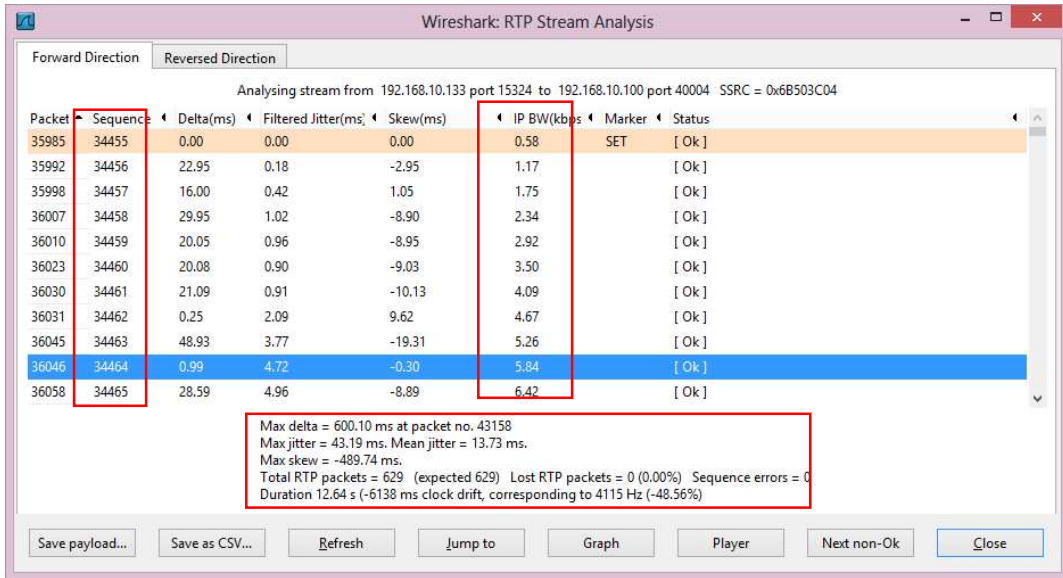 Wireshark: RTP Stream Analysis
Forward Direction Reversed Direction
Analysing stream from 192.168.10.133 port 15324 to 192.168.10.100 port 40004 SSRC = 0x6B503C04
Packet Sequence Delta(ms) Filtered Jitter(ms) Skew(ms) IP BW(kbps Marker Status
35985 34455 0.00 0.00 0.00 0.58 SET [ Ok ]
35992 34456 22.95 0.18 -2.95 1.17 [ Ok ]
35998 34457 16.00 0.42 1.05 1.75 [ Ok ]
36007 34458 29.95 1.02 -8.90 2.34 [ Ok ]
36010 34459 20.05 0.96 -8.95 2.92 [ Ok ]
36023 34460 20.08 0.90 -9.03 3.50 [ Ok ]
36030 34461 21.09 0.91 -10.13 4.09 [ Ok ]
36031 34462 0.25 2.09 9.62 4.67 [ Ok ]
36045 34463 48.93 3.77 -19.31 5.26 [ Ok ]
36046 34464 0.99 4.72 -0.30 5.84 [ Ok ]
36058 34465 28.59 4.96 -8.89 6.42 [ Ok ]
Max delta = 600.10 ms at packet no. 43158
Max jitter = 43.19 ms. Mean jitter = 13.73 ms.
Max skew = -489.74 ms.
Total RTP packets = 629 (expected 629) Lost RTP packets = 0 (0.00%) Sequence errors = 0
Duration 12.64 s (-6138 ms clock drift, corresponding to 4115 Hz (-48.56%)
Save payload... Save as CSV... Refresh Jump to Graph Player Next non-Ok Close